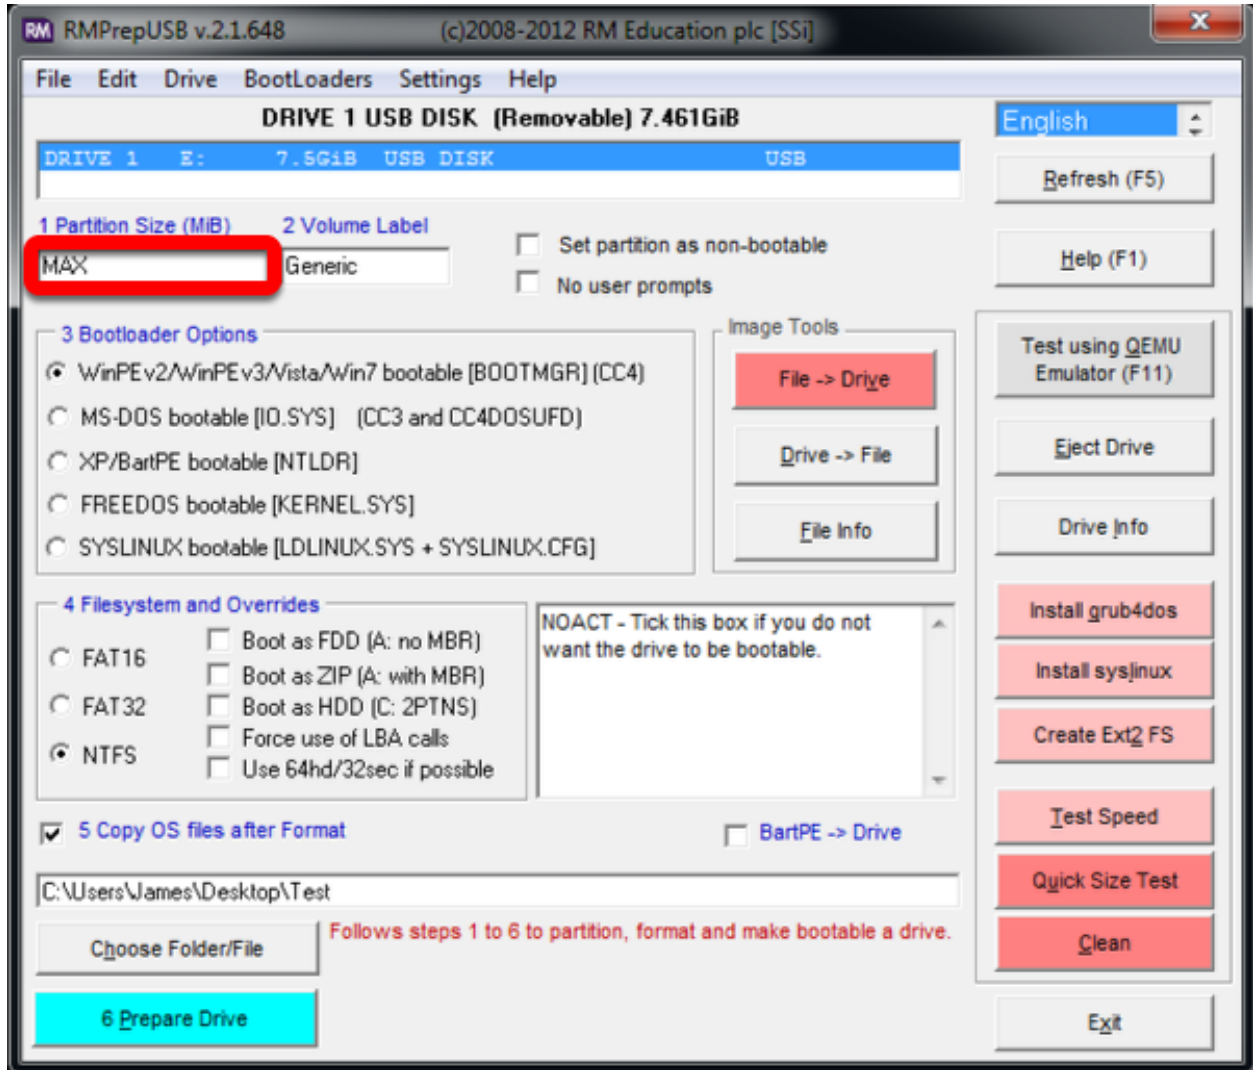 RM RMPrepUSB v.2.1.648 (c)2008-2012 RM Education plc [SSi]
File Edit Drive BootLoaders Settings Help
DRIVE 1 USB DISK (Removable) 7.461GiB
English
DRIVE 1 E: 7.5GiB USB DISK USB
Refresh (F5)
1 Partition Size (MiB) 2 Volume Label
MAX Generic
Set partition as non-bootable
No user prompts
Help (F1)
3 Bootloader Options
WinPEv2/WinPEv3/Vista/Win7 bootable [BOOTMGR] (CC4)
MS-DOS bootable [IO.SYS] (CC3 and CC4DOSUFD)
XP/BartPE bootable [NTLDR]
FREEDOS bootable [KERNEL.SYS]
SYSLINUX bootable [LDLINUX.SYS + SYSLINUX.CFG]
Image Tools
File -> Drive
Drive -> File
File Info
Test using QEMU
Emulator (F11)
Eject Drive
Drive Info
4 Filesystem and Overrides
FAT16
FAT32
NTFS
Boot as FDD (A: no MBR)
Boot as ZIP (A: with MBR)
Boot as HDD (C: 2PTNS)
Force use of LBA calls
Use 64hd/32sec if possible
NOACT - Tick this box if you do not
want the drive to be bootable.
Install grub4dos
Install syslinux
Create Ext2 FS
Test Speed
Quick Size Test
Clean
5 Copy OS files after Format
BartPE -> Drive
C:\Users\James\Desktop\Test
Choose Folder/File
Follows steps 1 to 6 to partition, format and make bootable a drive.
6 Prepare Drive
Exit